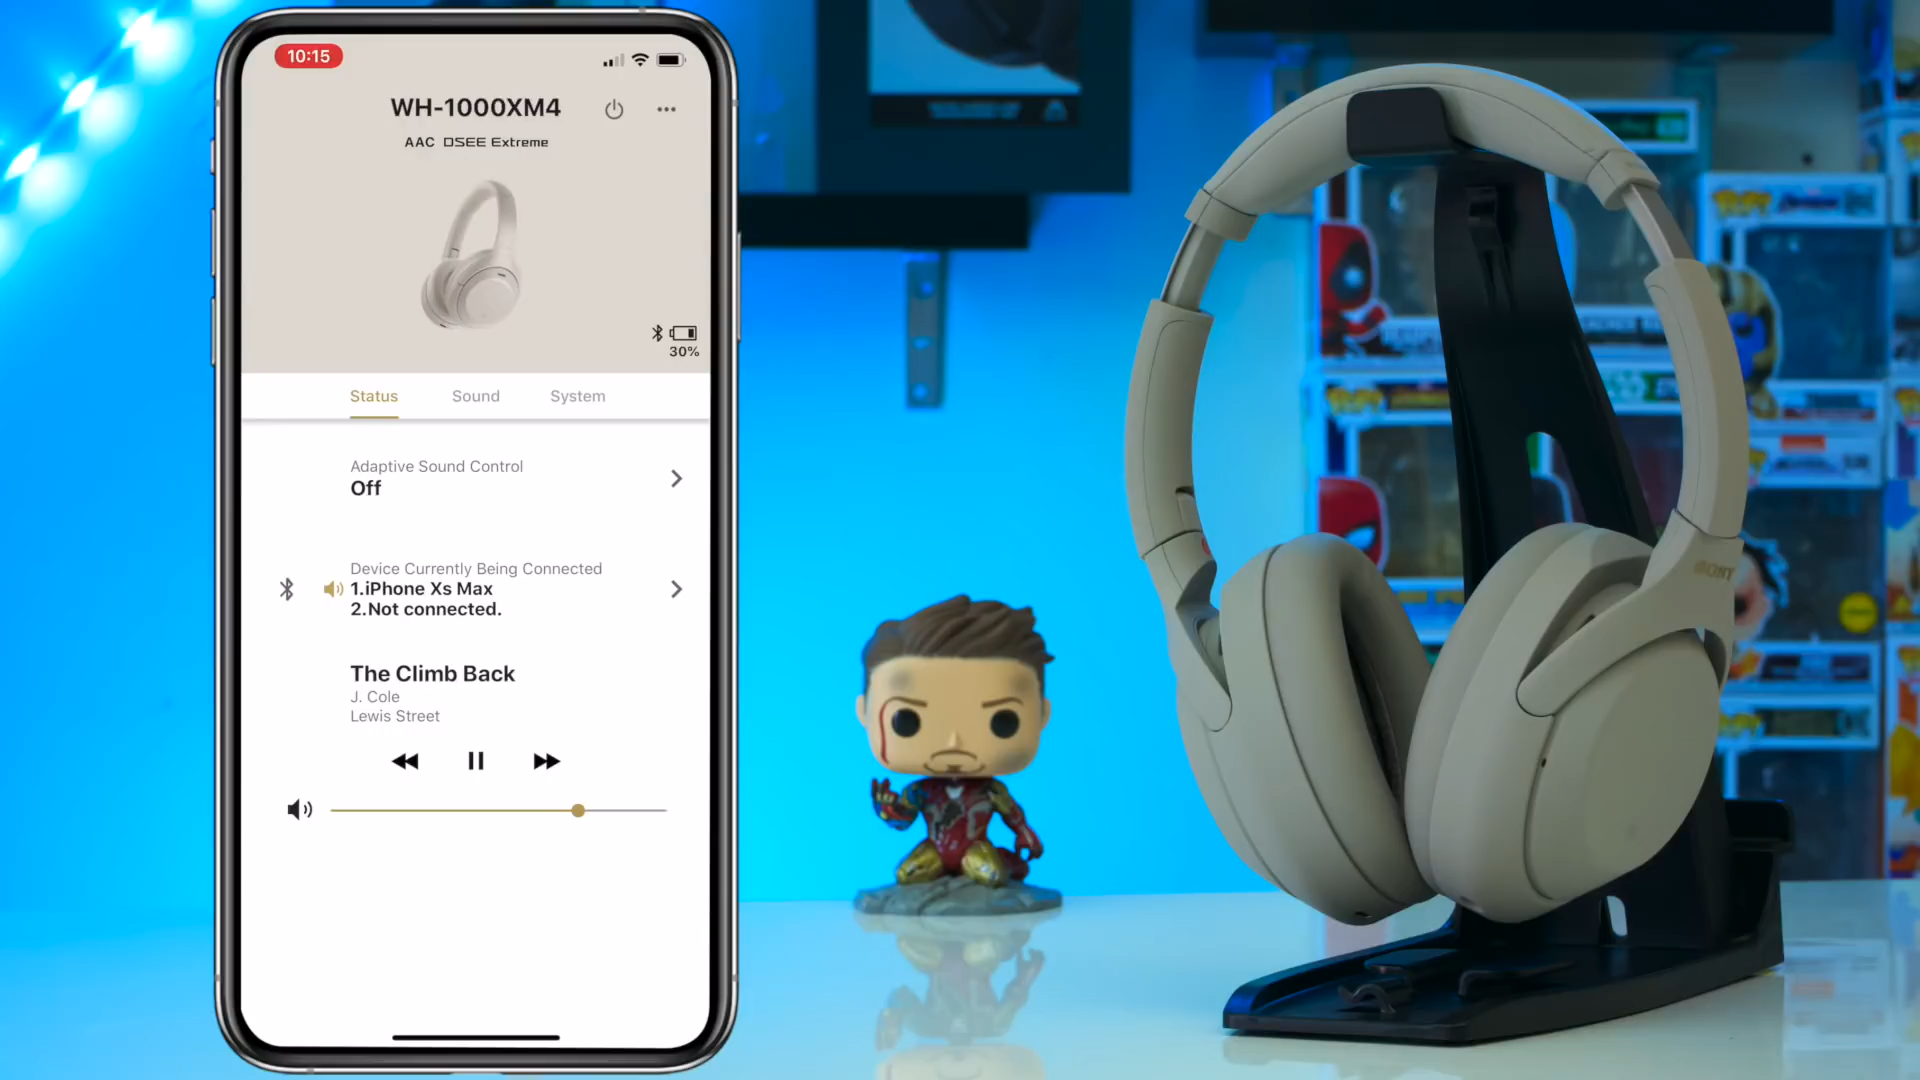 10:15
WH-1000XM4
AAC DSEE Extreme
30%
Status Sound System
Adaptive Sound Control
Off
Device Currently Being Connected
1.iPhone Xs Max
2.Not connected.
The Climb Back
J. Cole
Lewis Street
SONY